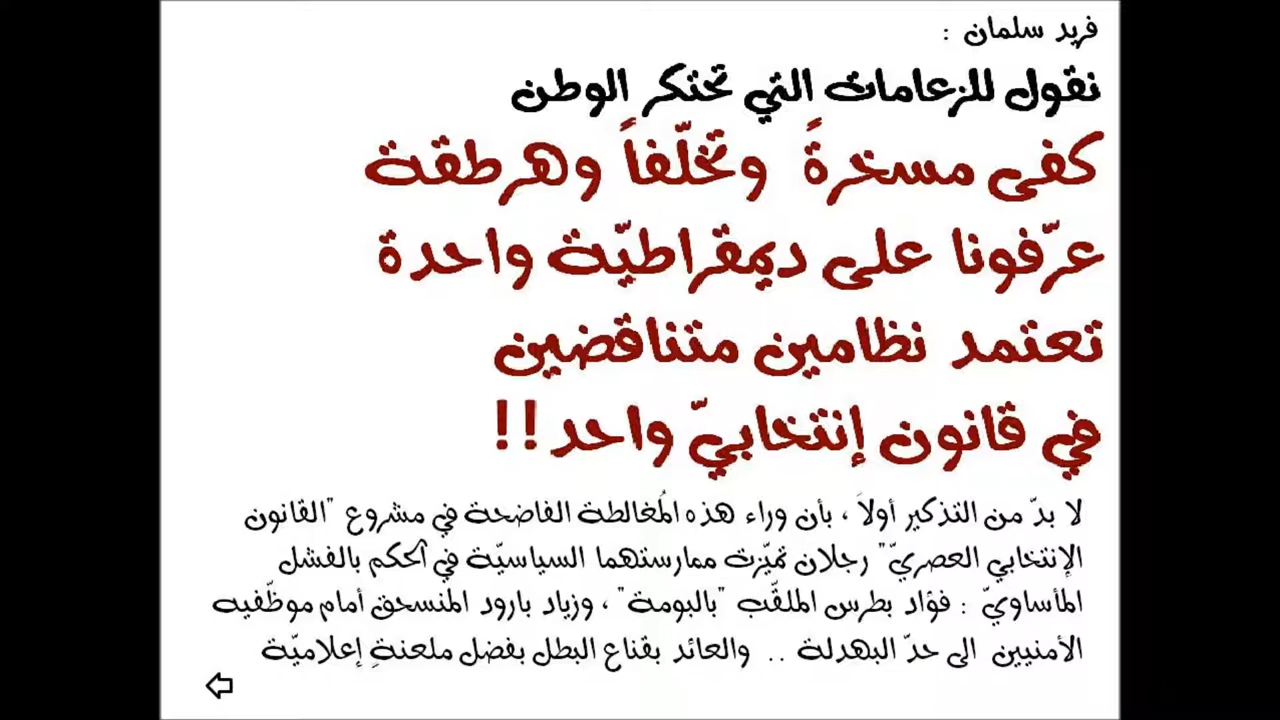 فريد سلمان :
نقول للزعامات التي تحتكر الوطن
كفى مسخرةً وتخلّفاً وهرطقة
عرّفونا على ديمقراطيّة واحدة
تعتمد نظامين متناقضين
في قانون إنتخابيّ واحد!!
لا بدّ من التذكير أولاً ، بأن وراء هذه المُغالطة الفاضحة في مشروع "القانون
الإنتخابي العصريّ" رجلان تميّزت ممارستهما السياسيّة في الحكم بالفشل
المأساويّ : فؤاد بطرس الملقّب "بالبومة" ، وزياد بارود المنسحق أمام موظّفيه
الأمنيين الى حدّ البهدلة .. والعائد بقناع البطل بفضل ملعنةِ إعلاميّة